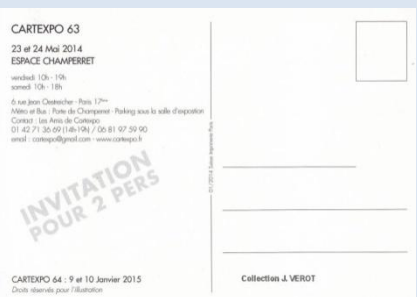 CARTEXPO 63
23 et 24 Mai 2014
ESPACE CHAMPERRET
vendredi 10h - 19h
samedi 10h - 18h
6 rue Jean Oestreicher - Paris 17ème
Métro et Bus : Porte de Champerret - Parking sous la salle d'exposition
Contact : Les Amis de Cartexpo
01 42 71 36 69 (14h-19h) / 06 81 97 59 90
email : cartexpo@gmail.com - www.cartexpo.fr
INVITATION
POUR 2 PERS
CARTEXPO 64 : 9 et 10 Janvier 2015
Droits réservés pour l'illustration
Collection J. VEROT